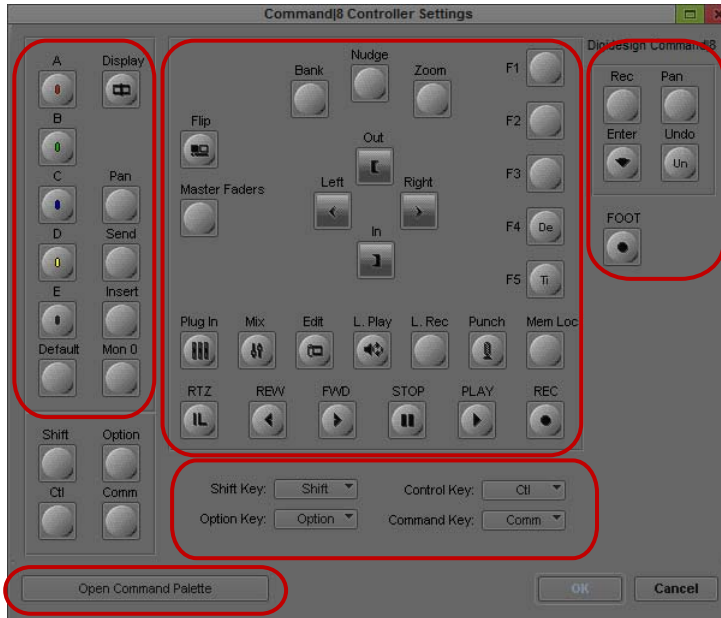 Command|8 Controller Settings
A Display
B
C Pan
D Send
E Insert
Default Mon 0
Shift Option
Ctl Comm
Bank Nudge Zoom
Flip
Master Faders
Out
Left Right
In
F1
F2
F3
F4 De
F5 Ti
Plug In Mix Edit L. Play L. Rec Punch Mem Loc
RTZ REW FWD STOP PLAY REC
Shift Key: Shift Control Key: Ctl
Option Key: Option Command Key: Comm
Digidesign Command|8
Rec Pan
Enter Undo
Un
FOOT
Open Command Palette OK Cancel